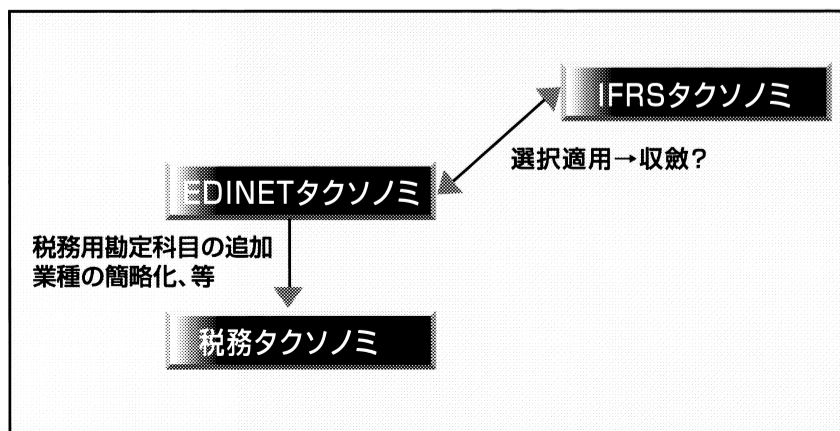 IFRSタクソノミ
選択適用→収斂?
EDINETタクソノミ
税務用勘定科目の追加
業種の簡略化、等
税務タクソノミ